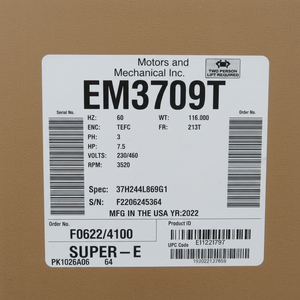 Motors and
Mechanical Inc.
TWO PERSON
LIFT REQUIRED
EM3709T
Serial No.
Order No.
HZ: 60 WT: 116.000
ENC: TEFC FR: 213T
PH: 3
HP: 7.5
VOLTS: 230/460
RPM: 3520
Spec: 37H244L869G1
S/N: F2206245364
MFG IN THE USA YR:2022
Order No.
F0622/4100
Product ID
E11221797
SUPER-E
UPC Code
PK1026A06 64